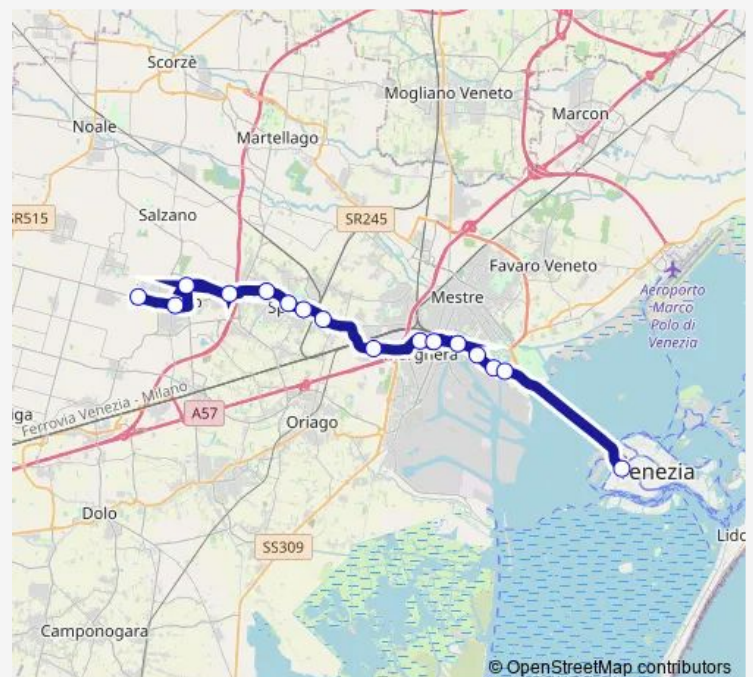 Scorzè
Mogliano Veneto
Marcon
Noale
Martellago
SR515
Salzano
SR245
Favaro Veneto
Mestre
Aeroporto
Marco
Polo di
Venezia
Ferrovia Venezia - Milano
A57
Oriago
Venezia
Dolo
SS309
Lido
Camponogara
© OpenStreetMap contributors